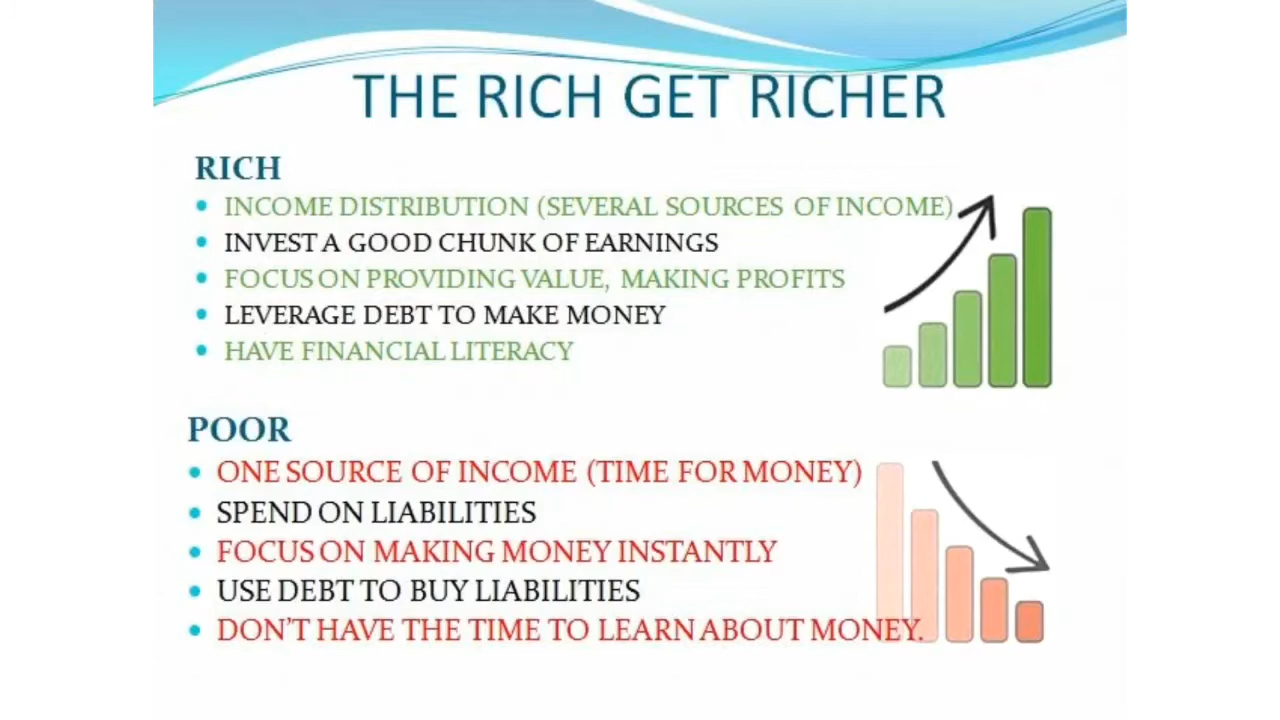 THE RICH GET RICHER
RICH
• INCOME DISTRIBUTION (SEVERAL SOURCES OF INCOME)
• INVEST A GOOD CHUNK OF EARNINGS
• FOCUS ON PROVIDING VALUE, MAKING PROFITS
• LEVERAGE DEBT TO MAKE MONEY
• HAVE FINANCIAL LITERACY
POOR
• ONE SOURCE OF INCOME (TIME FOR MONEY)
• SPEND ON LIABILITIES
• FOCUS ON MAKING MONEY INSTANTLY
• USE DEBT TO BUY LIABILITIES
• DON'T HAVE THE TIME TO LEARN ABOUT MONEY.